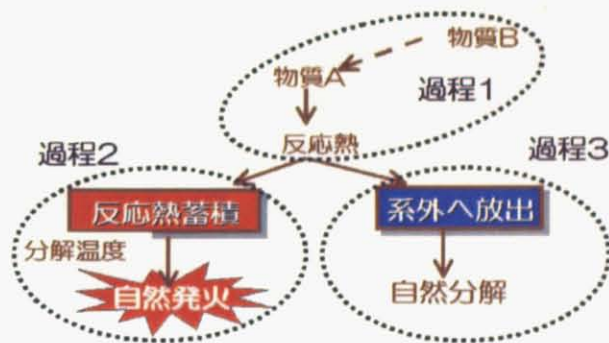 物質B
物質A
過程1
反応熱
過程2
過程3
反応熱蓄積
系外へ放出
分解温度
自然発火
自然分解